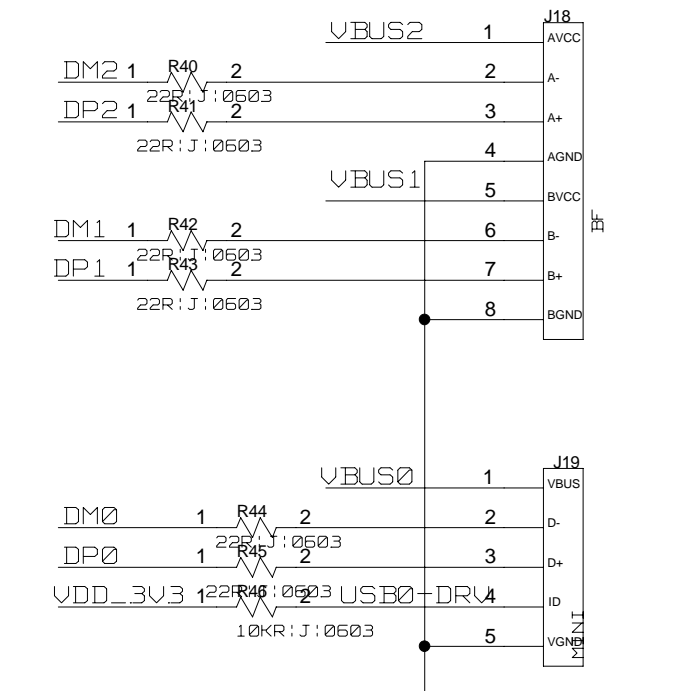 J18
VBUS2 1 AVCC
DM2 1 R40 2 2 A-
22R¦J¦0603
DP2 1 R41 2 3 A+
22R¦J¦0603
4 AGND
VBUS1 5 BVCC
BF
DM1 1 R42 2 6 B-
22R¦J¦0603
DP1 1 R43 2 7 B+
22R¦J¦0603
8 BGND
J19
VBUS0 1 VBUS
DM0 1 R44 2 2 D-
22R¦J¦0603
DP0 1 R45 2 3 D+
22R¦J¦0603
VDD_3V3 1 R46 2 USB0-DRV 4 ID
10KR¦J¦0603
5 VGND
MINI